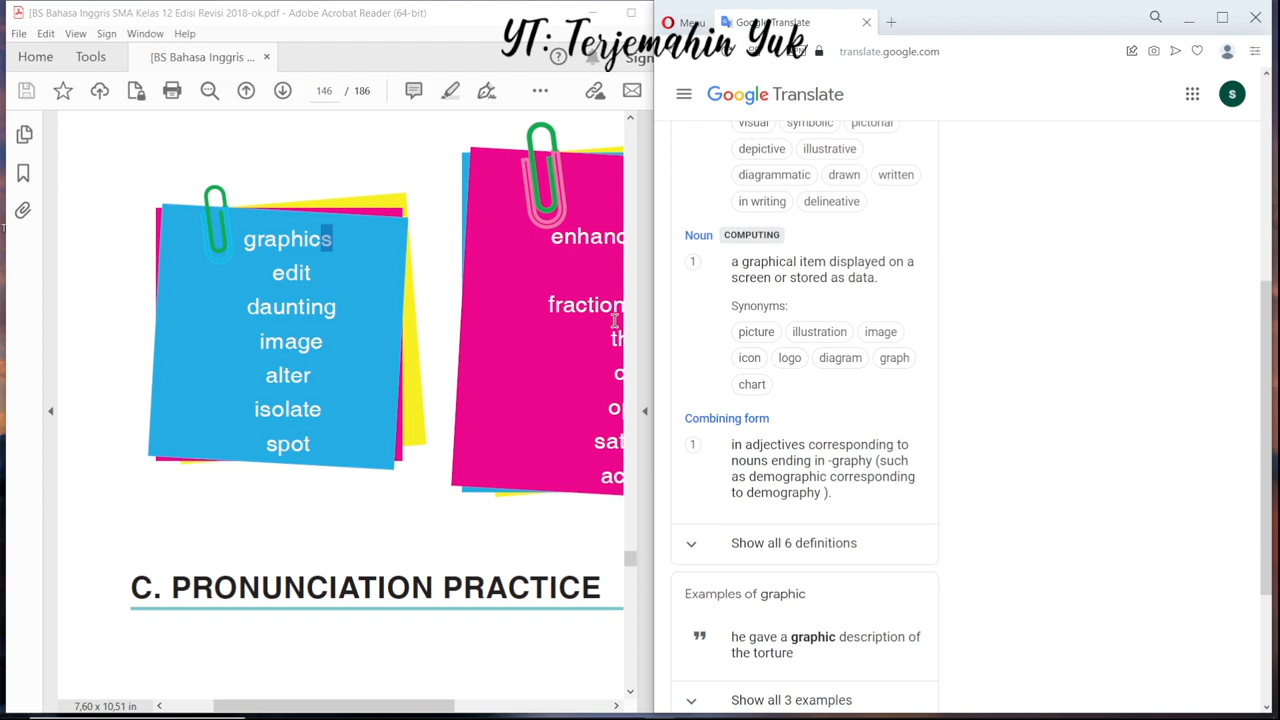 [BS Bahasa Inggris SMA Kelas 12 Edisi Revisi 2018-ok.pdf - Adobe Acrobat Reader (64-bit)
File Edit View Sign Window Help
Home Tools
[BS Bahasa Inggris ...
Sign
146 / 186
graphics
edit
daunting
image
alter
isolate
spot
enhanc
fraction
th
sat
ac
C. PRONUNCIATION PRACTICE
7,60 x 10,51 in
YT: Terjemahin Yuk
Menu
Google Translate
translate.google.com
Google Translate
S
visual symbolic pictorial
depictive illustrative
diagrammatic drawn written
in writing delineative
Noun COMPUTING
1 a graphical item displayed on a
screen or stored as data.
Synonyms:
picture illustration image
icon logo diagram graph
chart
Combining form
1 in adjectives corresponding to
nouns ending in -graphy (such
as demographic corresponding
to demography ).
Show all 6 definitions
Examples of graphic
he gave a graphic description of
the torture
Show all 3 examples